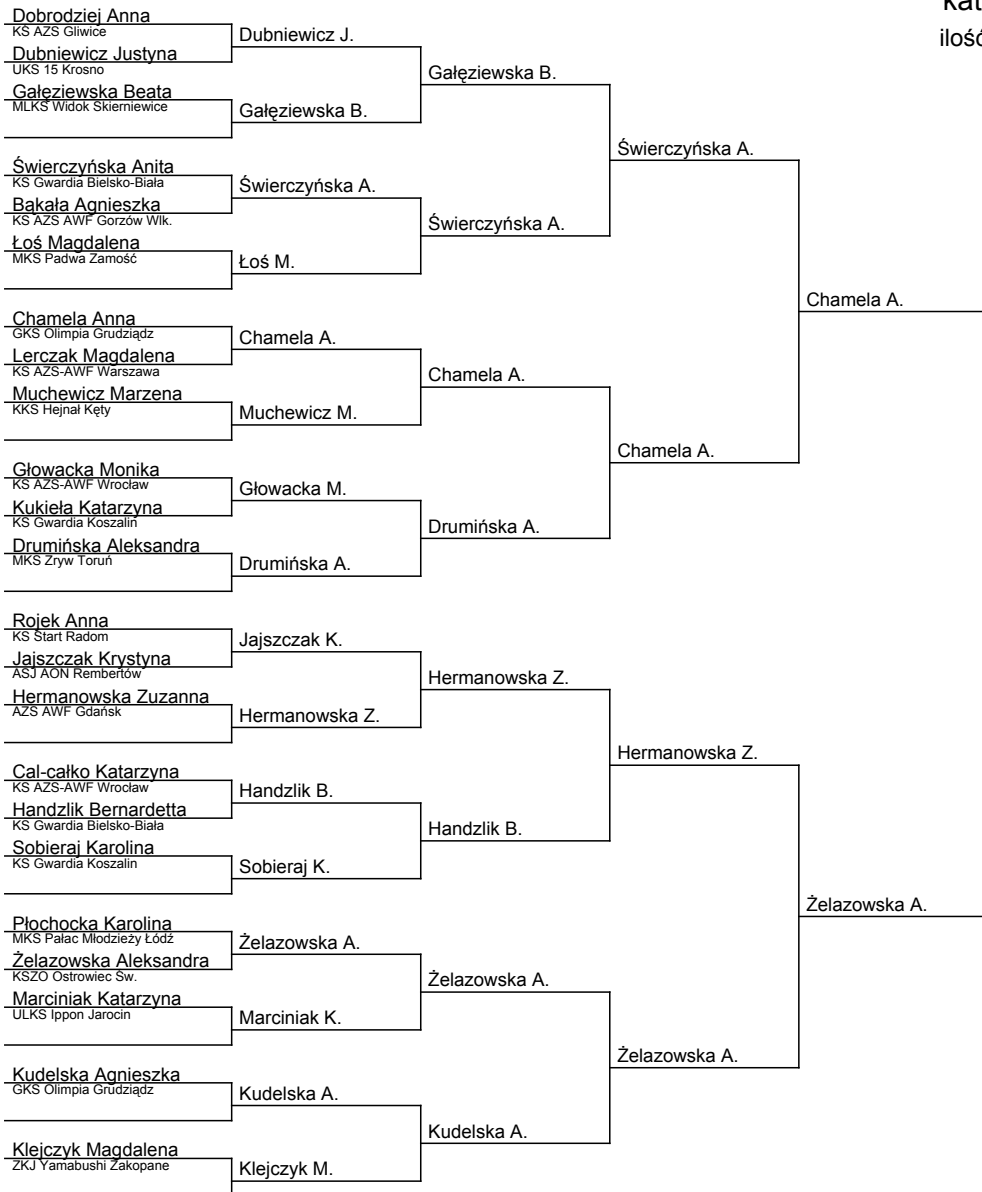 Dobrodziej Anna
KS AZS Gliwice
Dubniewicz Justyna
UKS 15 Krosno
Gałęziewska Beata
MLKS Widok Skierniewice
Świerczyńska Anita
KS Gwardia Bielsko-Biała
Bąkała Agnieszka
KS AZS AWF Gorzów Wlk.
Łoś Magdalena
MKS Padwa Zamość
Chamela Anna
GKS Olimpia Grudziądz
Lerczak Magdalena
KS AZS-AWF Warszawa
Muchewicz Marzena
KKS Hejnał Kęty
Głowacka Monika
KS AZS-AWF Wrocław
Kukieła Katarzyna
KS Gwardia Koszalin
Drumińska Aleksandra
MKS Zryw Toruń
Rojek Anna
KS Start Radom
Jajszczak Krystyna
ASJ AON Rembertów
Hermanowska Zuzanna
AZS AWF Gdańsk
Cal-całko Katarzyna
KS AZS-AWF Wrocław
Handzlik Bernardetta
KS Gwardia Bielsko-Biała
Sobieraj Karolina
KS Gwardia Koszalin
Płochocka Karolina
MKS Pałac Młodzieży Łódź
Żelazowska Aleksandra
KSZO Ostrowiec Św.
Marciniak Katarzyna
ULKS Ippon Jarocin
Kudelska Agnieszka
GKS Olimpia Grudziądz
Klejczyk Magdalena
ZKJ Yamabushi Zakopane
Dubniewicz J.
Gałęziewska B.
Świerczyńska A.
Łoś M.
Chamela A.
Muchewicz M.
Głowacka M.
Drumińska A.
Jajszczak K.
Hermanowska Z.
Handzlik B.
Sobieraj K.
Żelazowska A.
Marciniak K.
Kudelska A.
Klejczyk M.
Gałęziewska B.
Świerczyńska A.
Chamela A.
Drumińska A.
Hermanowska Z.
Handzlik B.
Żelazowska A.
Kudelska A.
Świerczyńska A.
Chamela A.
Hermanowska Z.
Żelazowska A.
Chamela A.
Żelazowska A.
kat
ilość